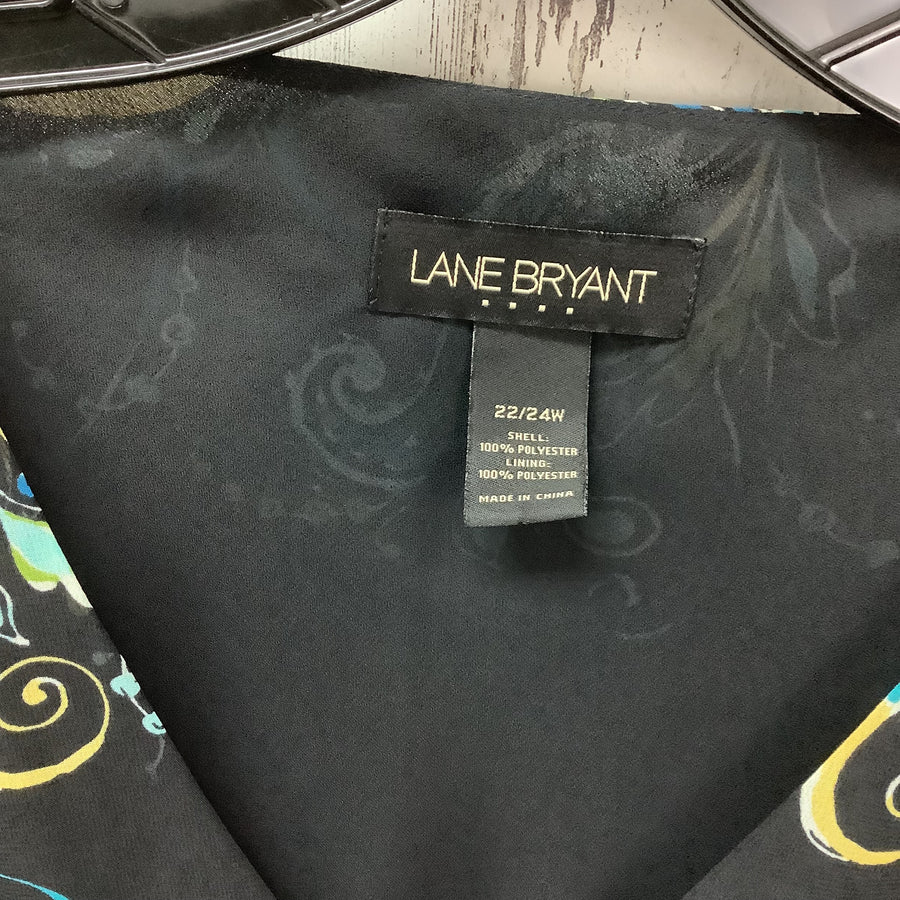 LANE BRYANT
22/24W
SHELL:
100% POLYESTER
LINING:
100% POLYESTER
MADE IN CHINA